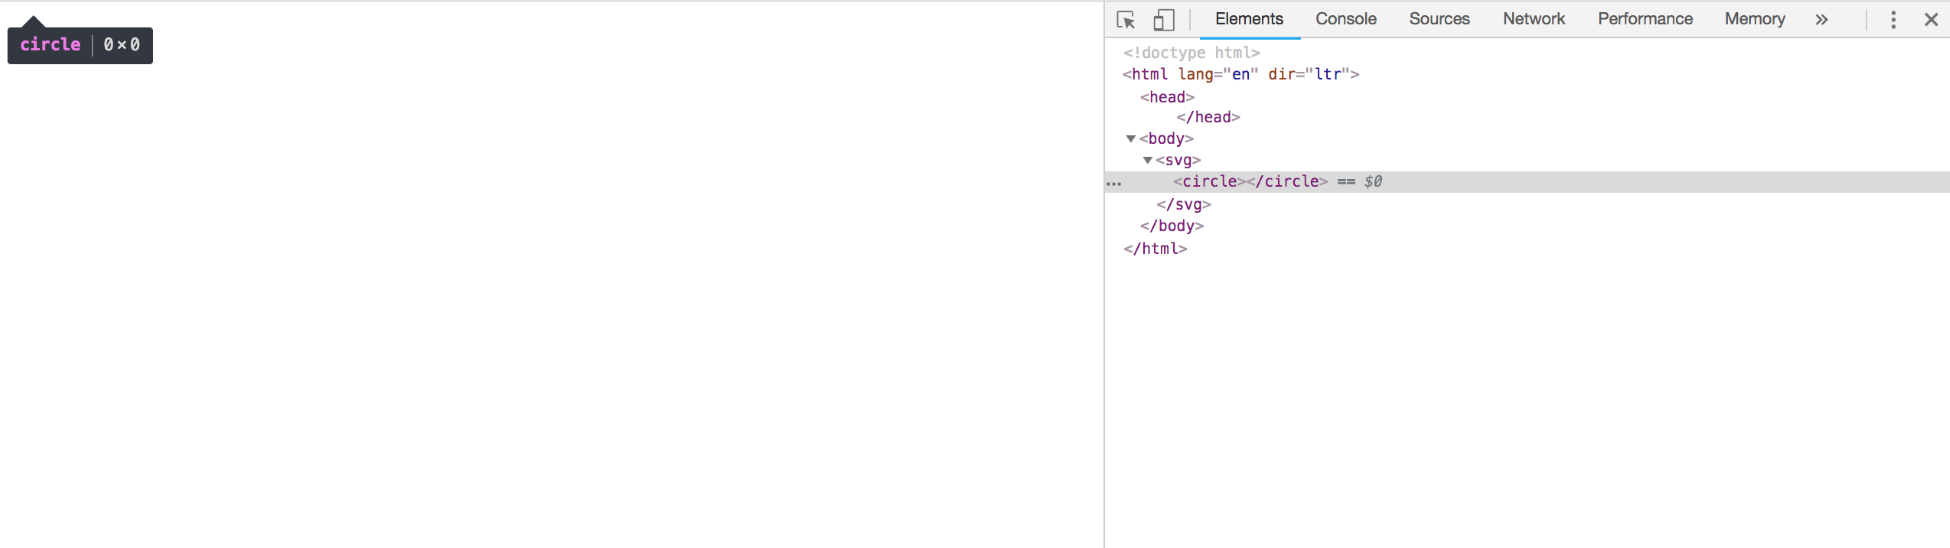 circle 0×0
Elements Console Sources Network Performance Memory »
<!doctype html>
<html lang="en" dir="ltr">
<head>
</head>
▼<body>
▼<svg>
... <circle></circle> == $0
</svg>
</body>
</html>